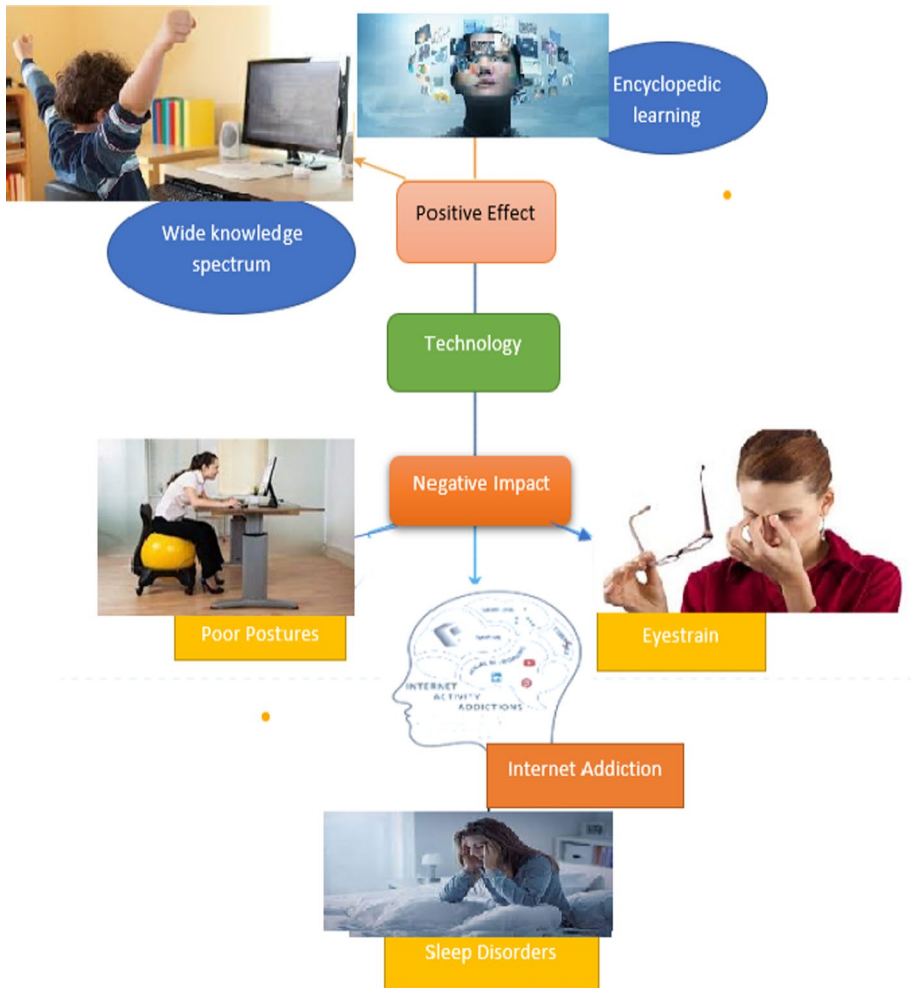 Encyclopedic
learning
Positive Effect
Wide knowledge
spectrum
Technology
Negative Impact
Poor Postures
Eyestrain
INTERNET
ACTIVITY
ADDICTIONS
Internet Addiction
Sleep Disorders